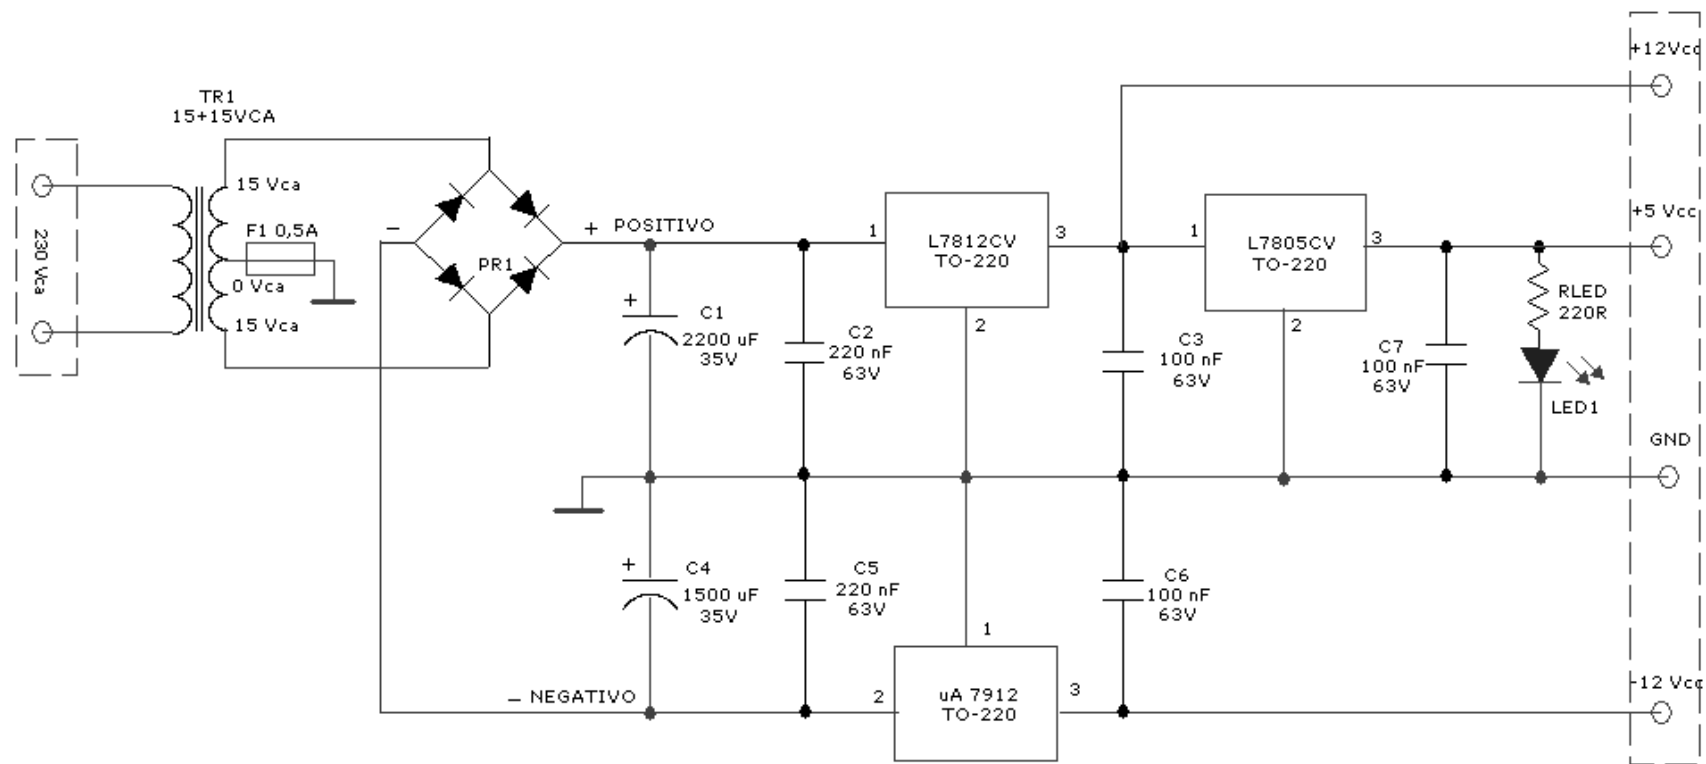 TR1
15+15VCA
230 Vca
15 Vca
F1 0,5A
0 Vca
15 Vca
-
PR1
+ POSITIVO
+
C1
2200 uF
35V
C2
220 nF
63V
1
L7812CV
TO-220
3
2
C3
100 nF
63V
1
L7805CV
TO-220
3
2
C7
100 nF
63V
RLED
220R
LED1
+12Vcc
+5 Vcc
GND
-12 Vcc
+
C4
1500 uF
35V
C5
220 nF
63V
C6
100 nF
63V
1
– NEGATIVO
2
uA 7912
TO-220
3